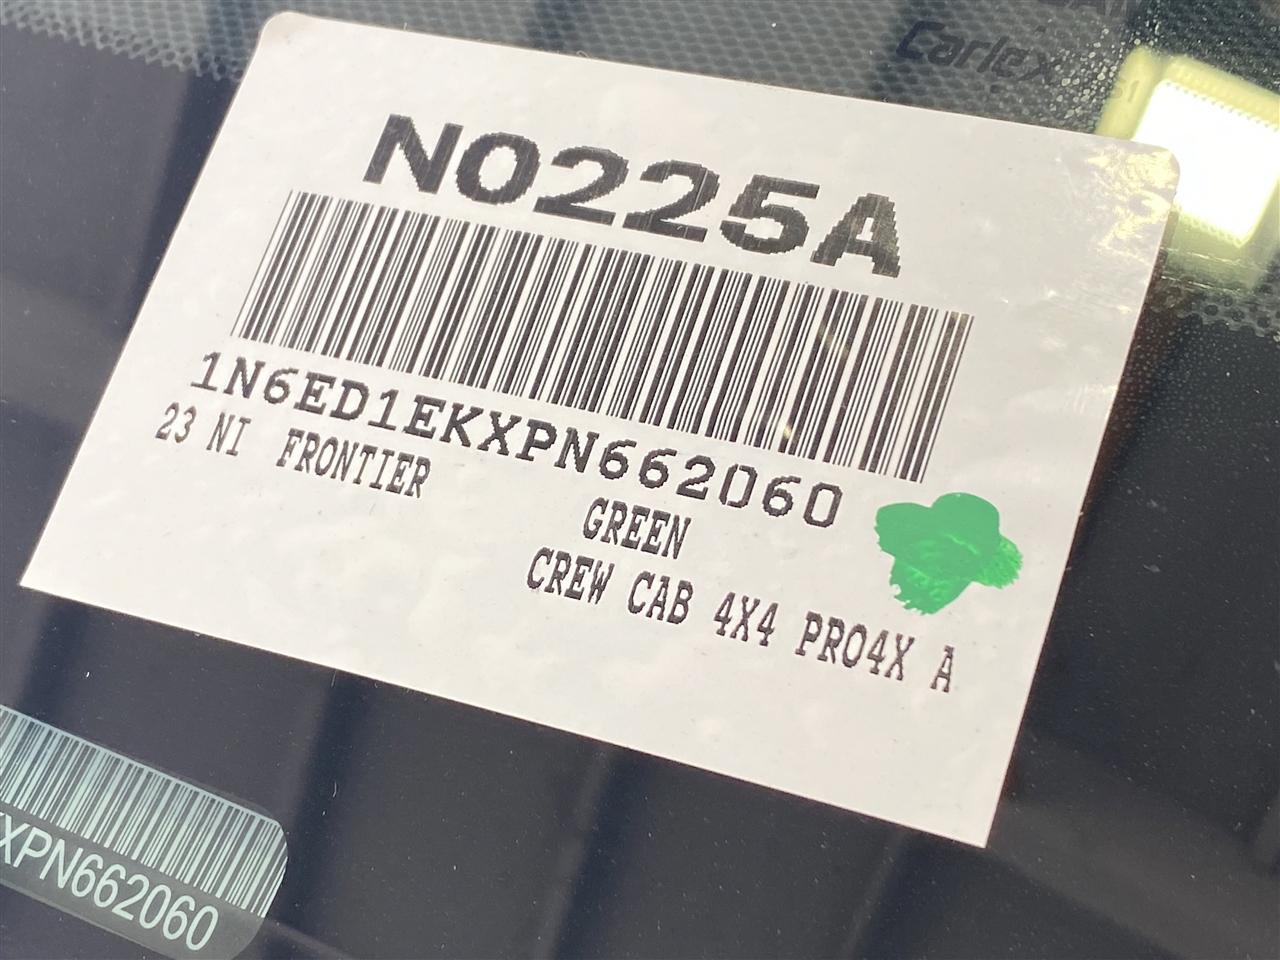 Carlex
N0225A
1N6ED1EKXPN662060
23 NI FRONTIER
GREEN
CREW CAB 4X4 PRO4X A
XPN662060